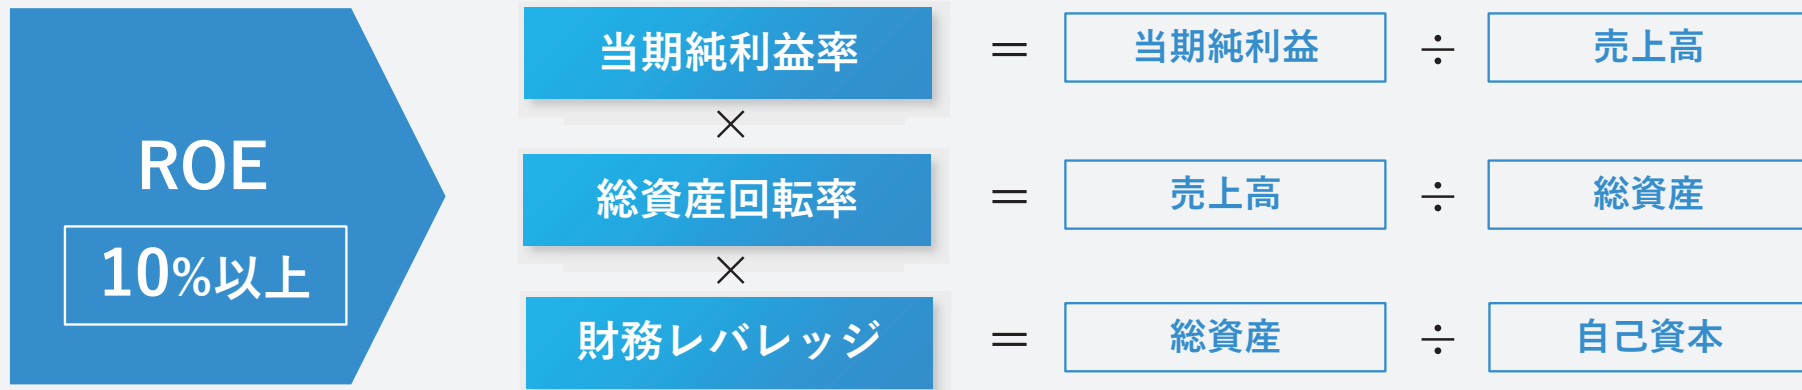 ROE
10%以上
当期純利益率 = 当期純利益 ÷ 売上高
×
総資産回転率 = 売上高 ÷ 総資産
×
財務レバレッジ = 総資産 ÷ 自己資本